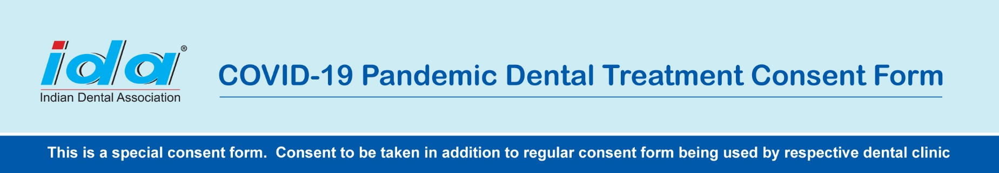 ida®
Indian Dental Association
COVID-19 Pandemic Dental Treatment Consent Form
This is a special consent form.  Consent to be taken in addition to regular consent form being used by respective dental clinic